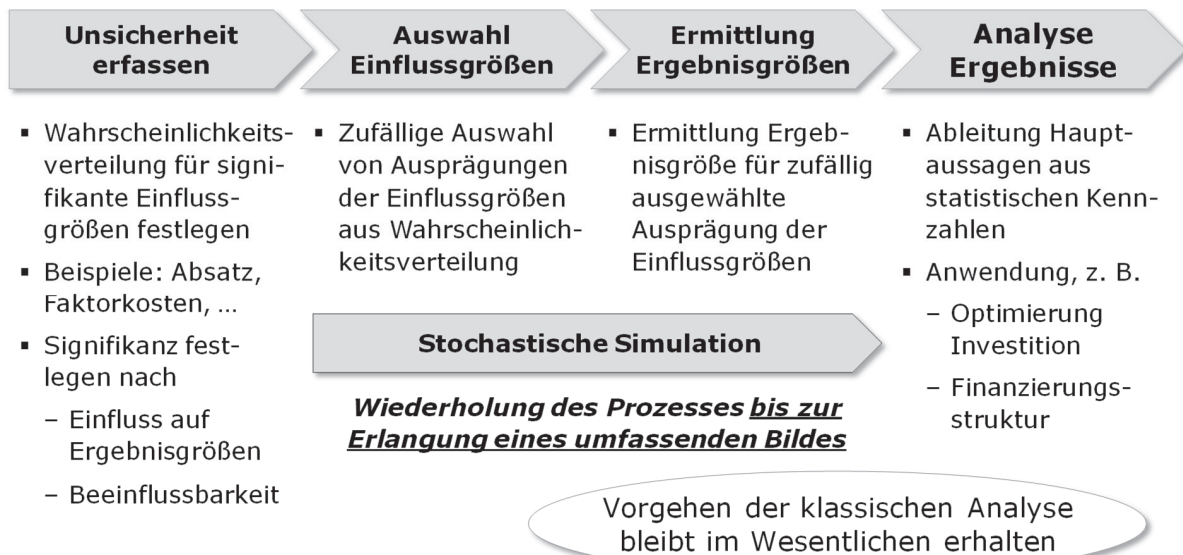 Unsicherheit
erfassen
Auswahl
Einflussgrößen
Ermittlung
Ergebnisgrößen
Analyse
Ergebnisse
▪ Wahrscheinlichkeits-
verteilung für signi-
fikante Einfluss-
größen festlegen
▪ Beispiele: Absatz,
Faktorkosten, ...
▪ Signifikanz fest-
legen nach
– Einfluss auf
Ergebnisgrößen
– Beeinflussbarkeit
▪ Zufällige Auswahl
von Ausprägungen
der Einflussgrößen
aus Wahrscheinlich-
keitsverteilung
▪ Ermittlung Ergeb-
nisgröße für zufällig
ausgewählte
Ausprägung der
Einflussgrößen
Stochastische Simulation
Wiederholung des Prozesses bis zur
Erlangung eines umfassenden Bildes
▪ Ableitung Haupt-
aussagen aus
statistischen Kenn-
zahlen
▪ Anwendung, z. B.
– Optimierung
Investition
– Finanzierungs-
struktur
Vorgehen der klassischen Analyse
bleibt im Wesentlichen erhalten